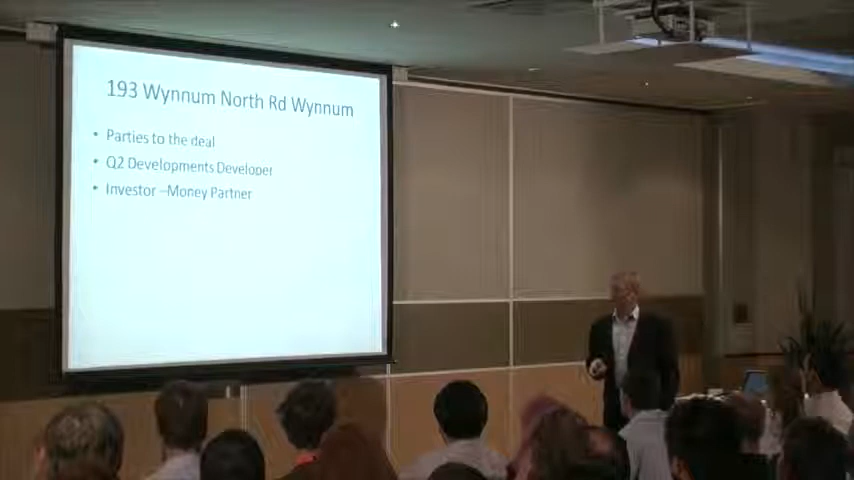 193 Wynnum North Rd Wynnum
• Parties to the deal
• Q2 Developments Developer
• Investor –Money Partner